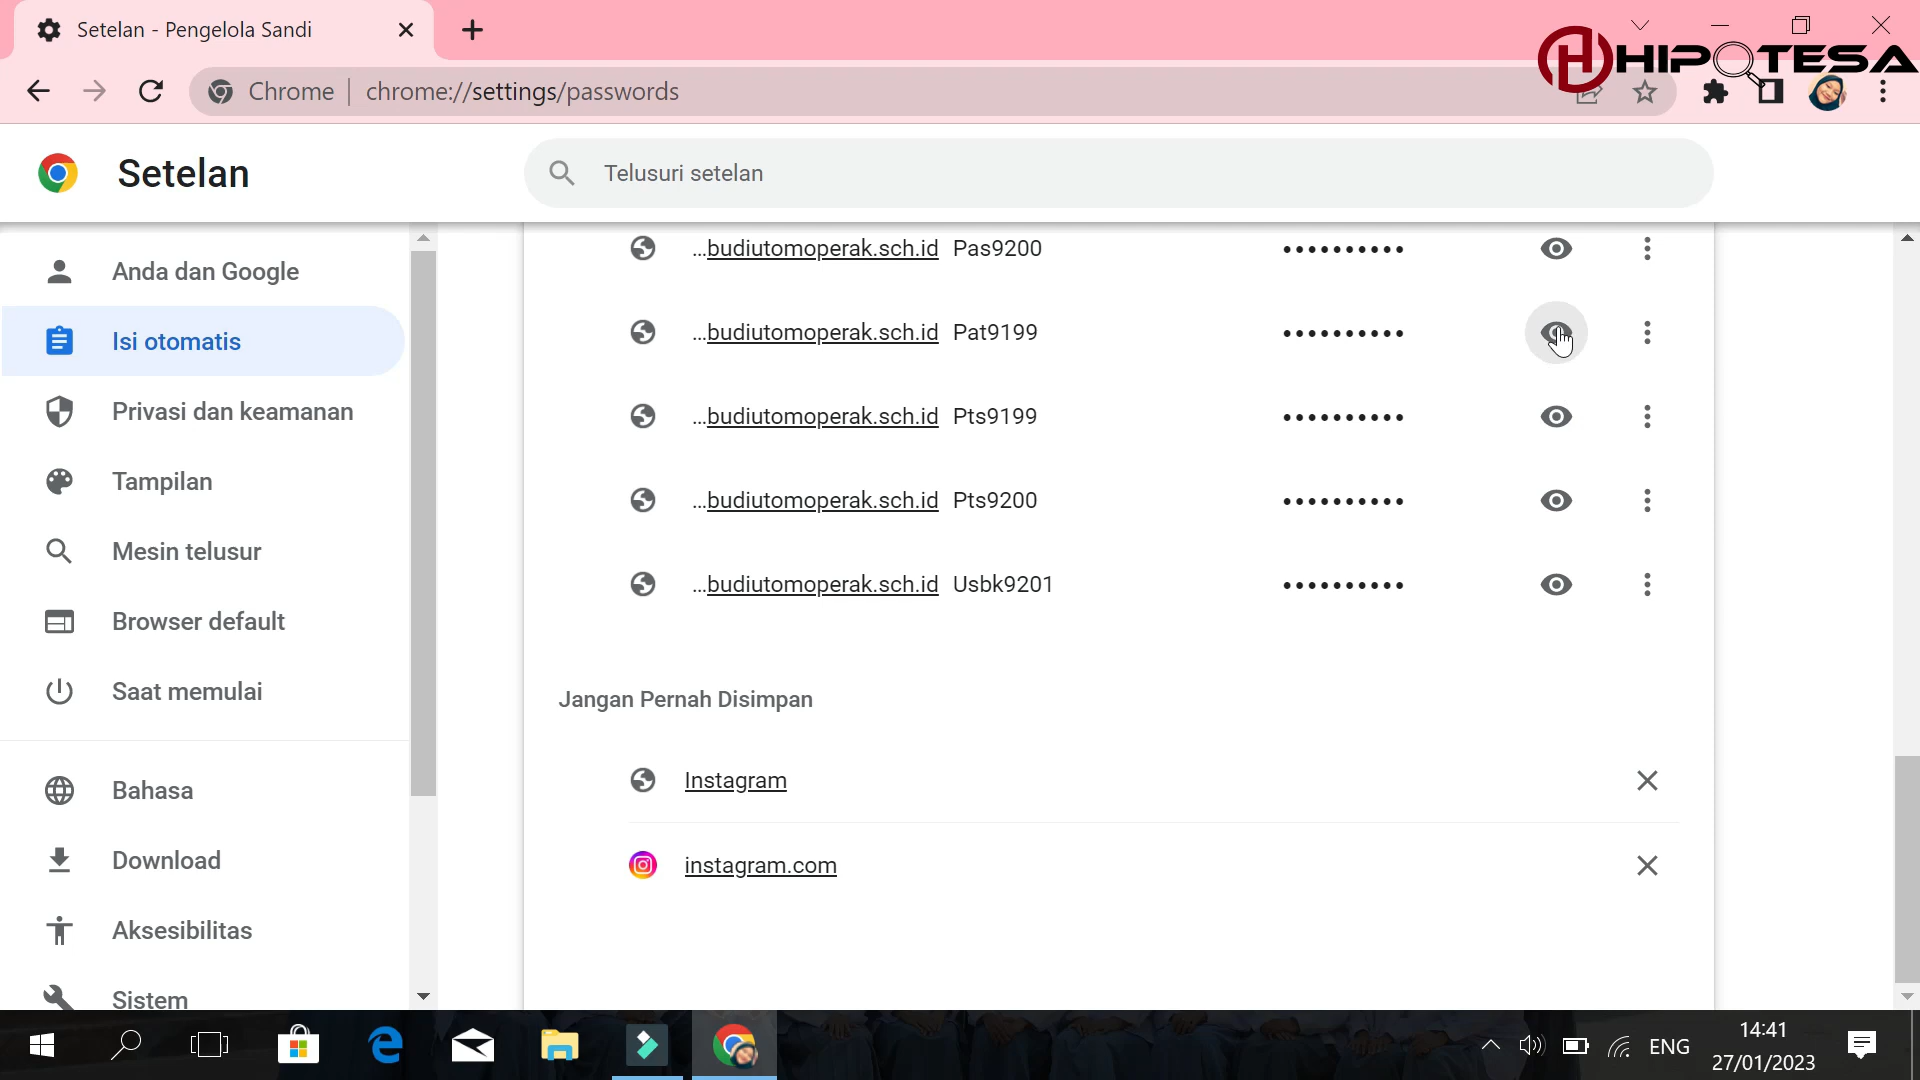 Setelan - Pengelola Sandi
HIPOTESA
Chrome
chrome://settings/passwords
Setelan
Telusuri setelan
Anda dan Google
Isi otomatis
Privasi dan keamanan
Tampilan
Mesin telusur
Browser default
Saat memulai
Bahasa
Download
Aksesibilitas
Sistem
...budiutomoperak.sch.id Pas9200 ••••••••••
...budiutomoperak.sch.id Pat9199 ••••••••••
...budiutomoperak.sch.id Pts9199 ••••••••••
...budiutomoperak.sch.id Pts9200 ••••••••••
...budiutomoperak.sch.id Usbk9201 ••••••••••
Jangan Pernah Disimpan
Instagram
instagram.com
ENG
14:41
27/01/2023